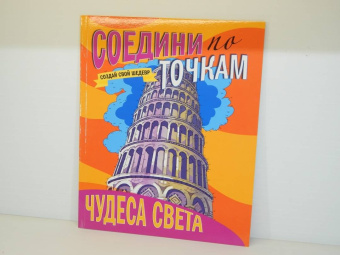 СОЕДИНИ по
СОЗДАЙ СВОЙ ШЕДЕВР
ТОЧКАМ
ЧУДЕСА СВЕТА